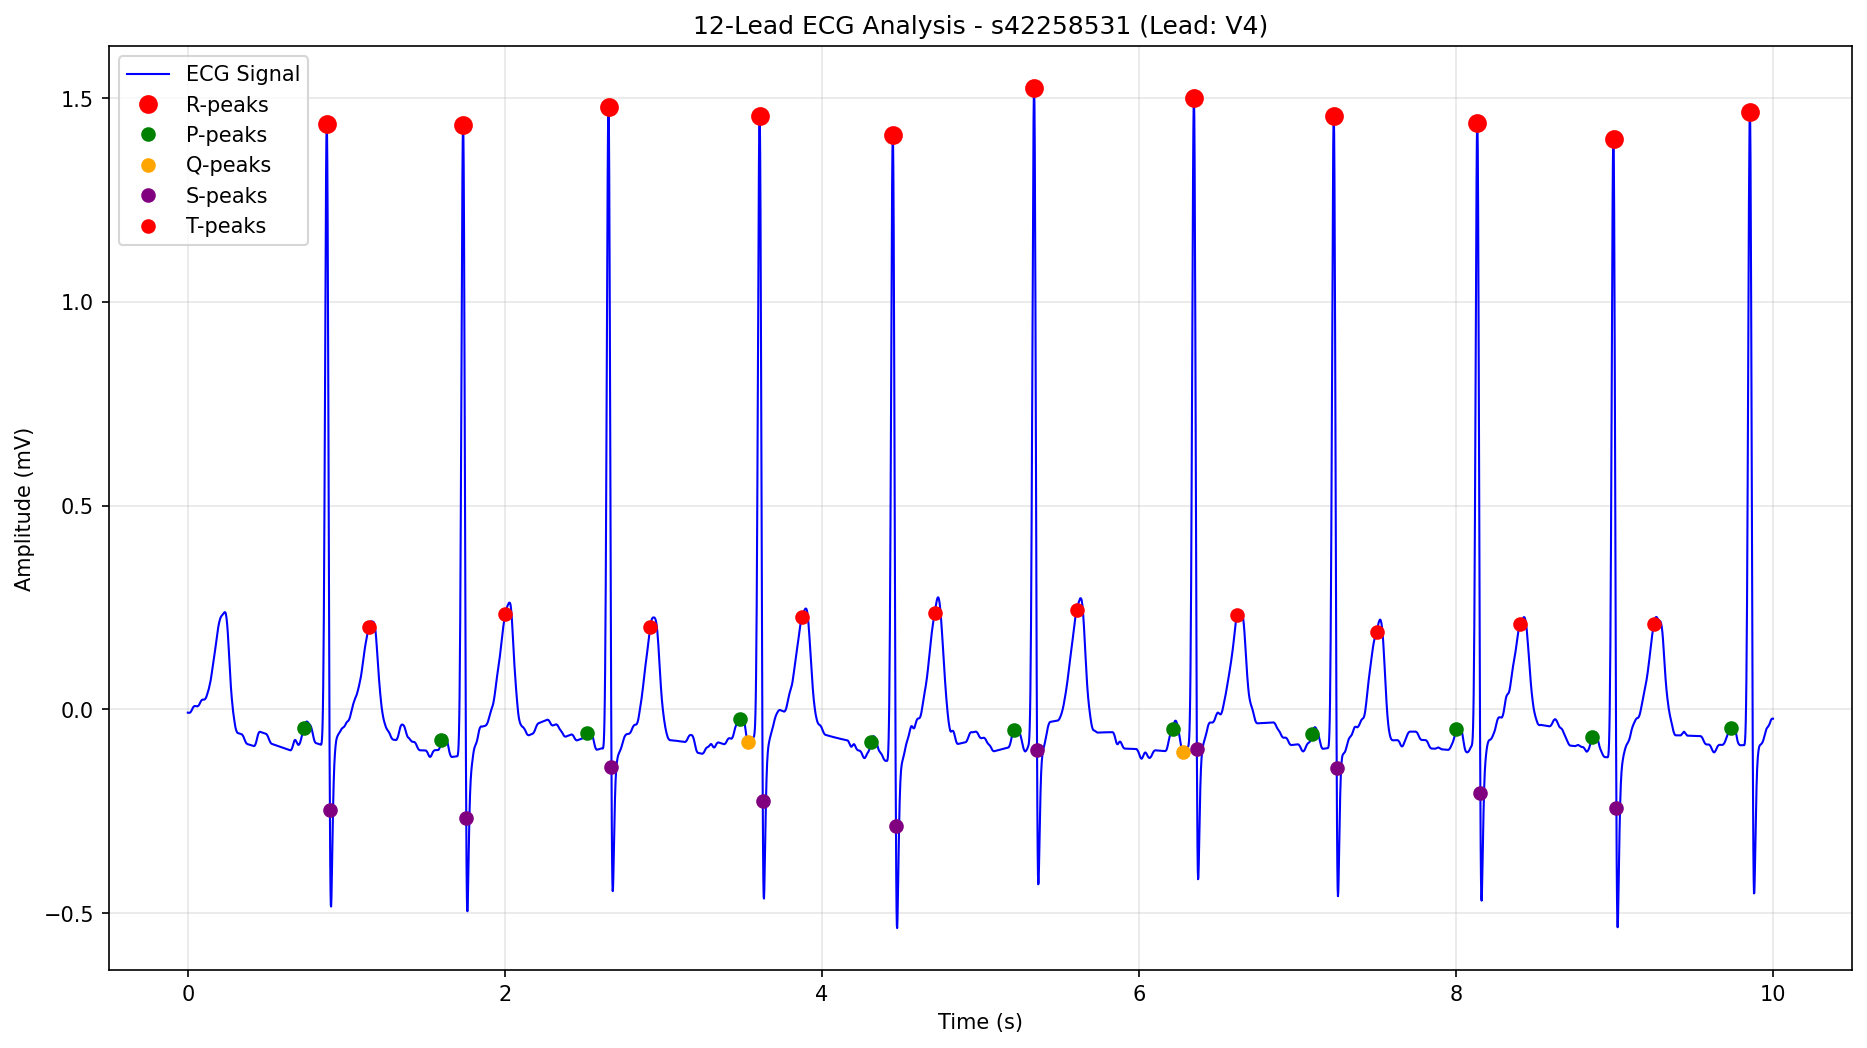 12-Lead ECG Analysis - s42258531 (Lead: V4)
ECG Signal
R-peaks
P-peaks
Q-peaks
S-peaks
T-peaks
1.5
1.0
0.5
0.0
−0.5
Amplitude (mV)
0 2 4 6 8 10
Time (s)